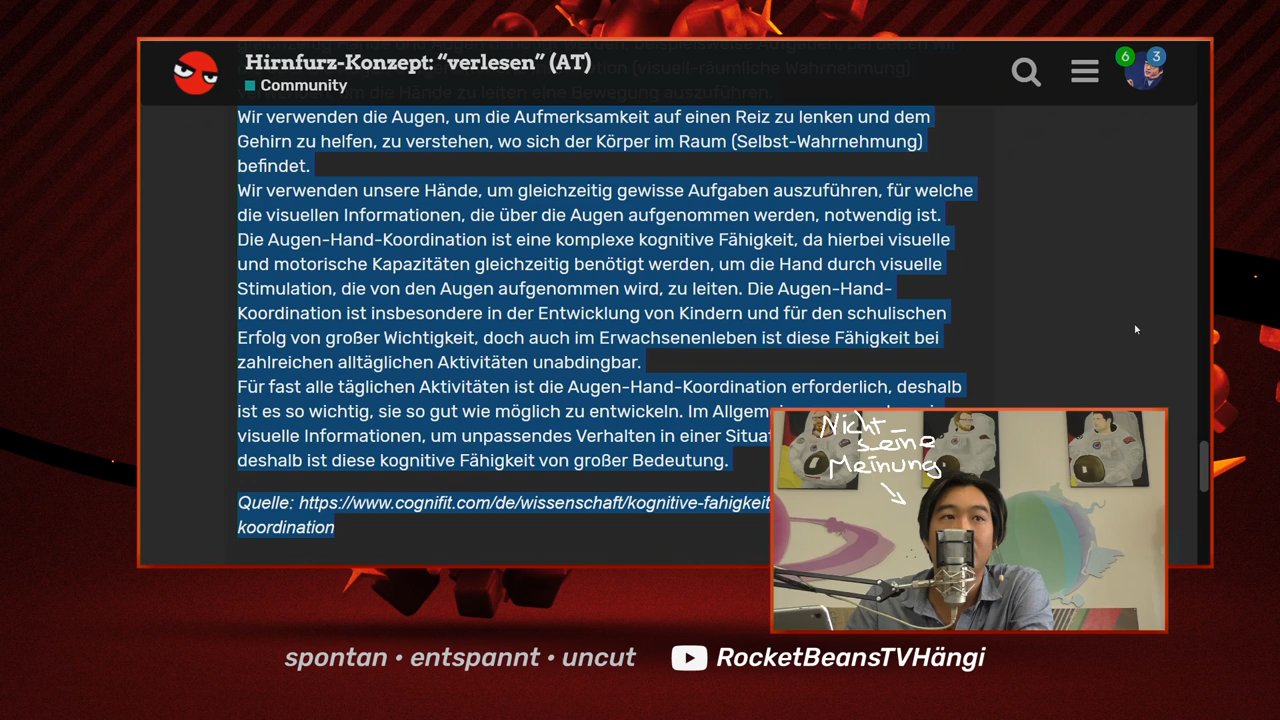 Hirnfurz-Konzept: “verlesen” (AT)
Community
6
3
Wir verwenden die Augen, um die Aufmerksamkeit auf einen Reiz zu lenken und dem
Gehirn zu helfen, zu verstehen, wo sich der Körper im Raum (Selbst-Wahrnehmung)
befindet.
Wir verwenden unsere Hände, um gleichzeitig gewisse Aufgaben auszuführen, für welche
die visuellen Informationen, die über die Augen aufgenommen werden, notwendig ist.
Die Augen-Hand-Koordination ist eine komplexe kognitive Fähigkeit, da hierbei visuelle
und motorische Kapazitäten gleichzeitig benötigt werden, um die Hand durch visuelle
Stimulation, die von den Augen aufgenommen wird, zu leiten. Die Augen-Hand-
Koordination ist insbesondere in der Entwicklung von Kindern und für den schulischen
Erfolg von großer Wichtigkeit, doch auch im Erwachsenenleben ist diese Fähigkeit bei
zahlreichen alltäglichen Aktivitäten unabdingbar.
Für fast alle täglichen Aktivitäten ist die Augen-Hand-Koordination erforderlich, deshalb
ist es so wichtig, sie so gut wie möglich zu entwickeln. Im
visuelle Informationen, um unpassendes Verhalten in einer
deshalb ist diese kognitive Fähigkeit von großer Bedeutung.
Quelle: https://www.cognifit.com/de/wissenschaft/kognitive-fahigkeit
koordination
Nicht
seine
Meinung
spontan • entspannt • uncut
RocketBeansTVHängi